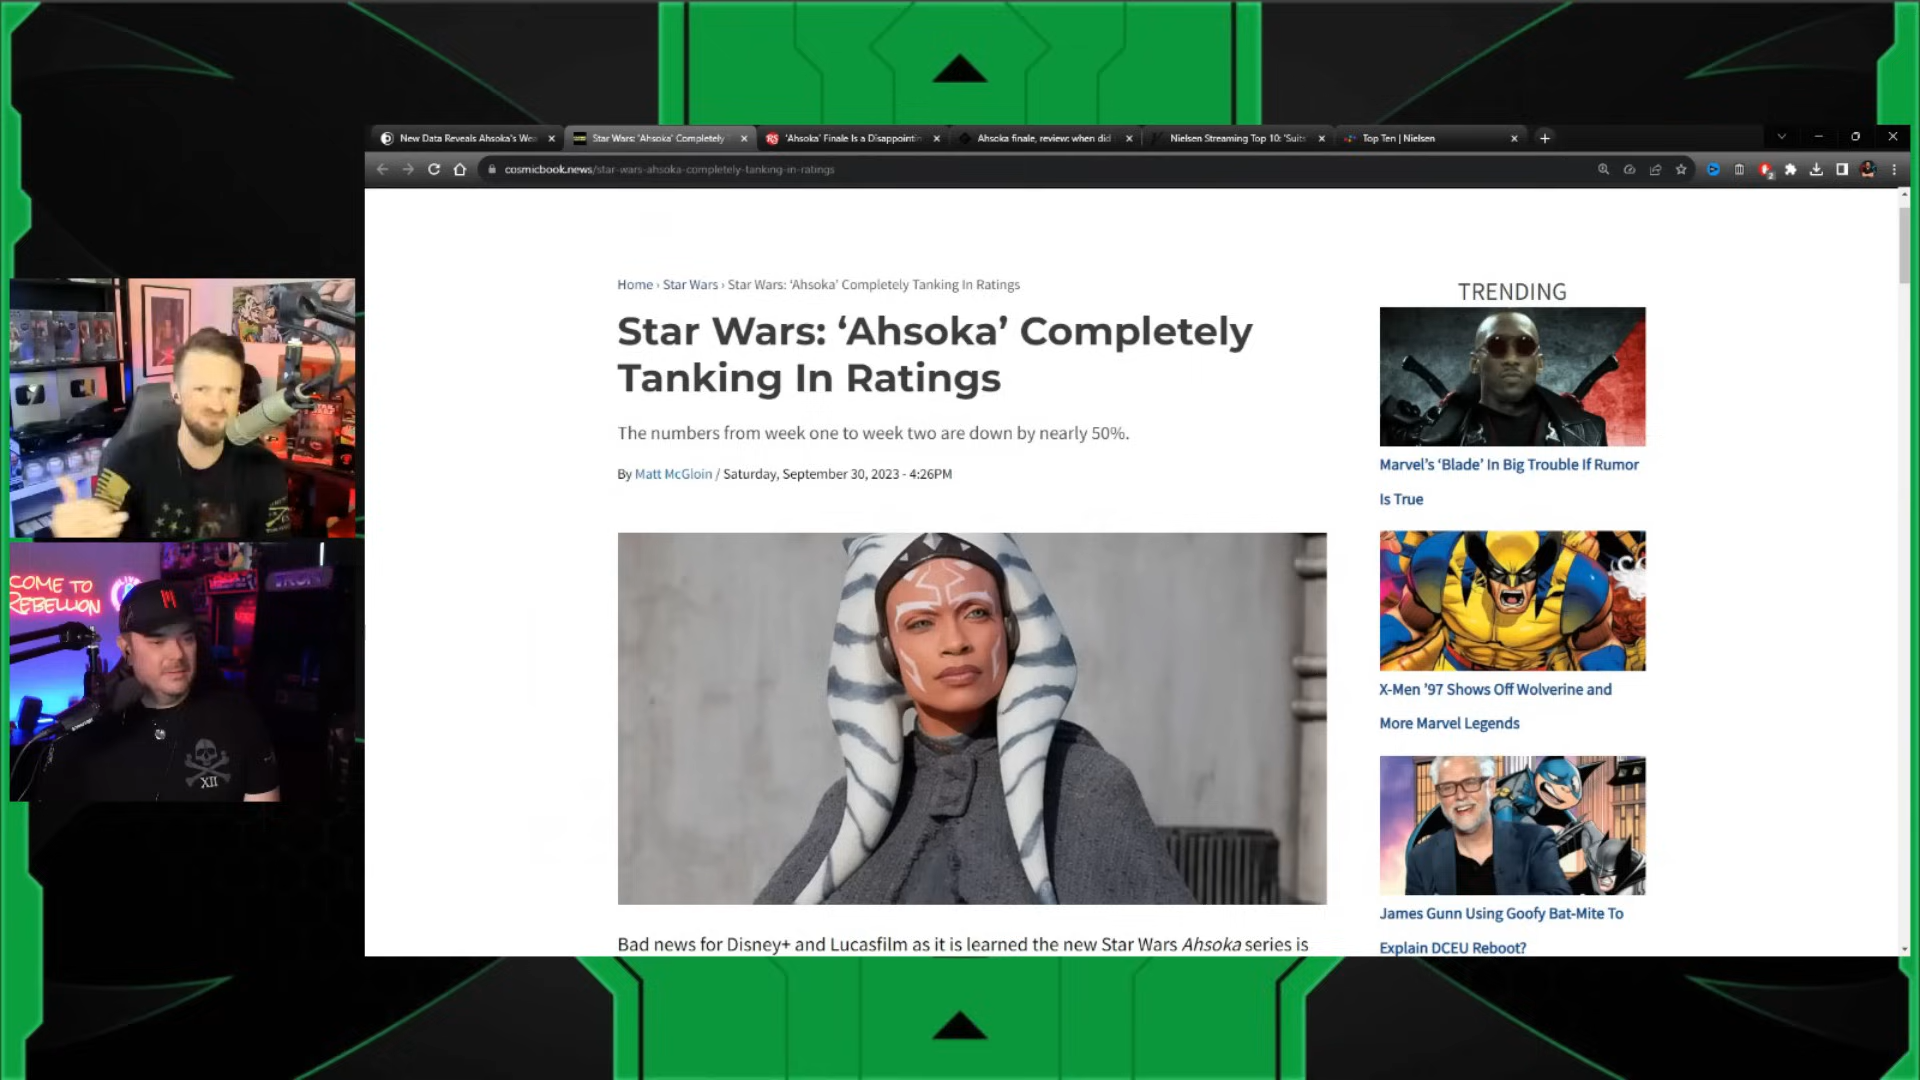 New Data Reveals Ahsoka's We
Star Wars: 'Ahsoka' Completely
'Ahsoka' Finale Is a Disappointin
Ahsoka finale, review: when did
Nielsen Streaming Top 10: 'Suits
Top Ten | Nielsen
cosmicbook.news/star-wars-ahsoka-completely-tanking-in-ratings
Home › Star Wars › Star Wars: ‘Ahsoka’ Completely Tanking In Ratings
Star Wars: ‘Ahsoka’ Completely
Tanking In Ratings
The numbers from week one to week two are down by nearly 50%.
By Matt McGloin / Saturday, September 30, 2023 - 4:26PM
Bad news for Disney+ and Lucasfilm as it is learned the new Star Wars Ahsoka series is
TRENDING
Marvel’s ‘Blade’ In Big Trouble If Rumor
Is True
X-Men ’97 Shows Off Wolverine and
More Marvel Legends
James Gunn Using Goofy Bat-Mite To
Explain DCEU Reboot?
COME TO
REBELLION
XII